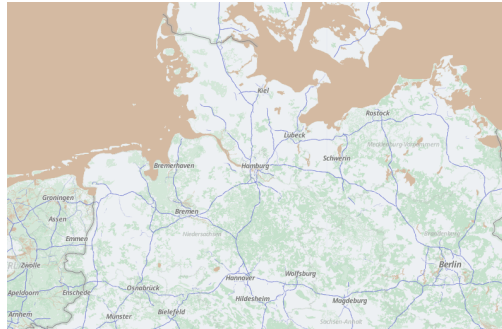 Kiel
Rostock
Lübeck
Mecklenburg-Vorpommern
Schwerin
Bremerhaven
Hamburg
Groningen
Bremen
Assen
Emmen
Niedersachsen
Zwolle
Berlin
Hannover
Wolfsburg
Osnabrück
Apeldoorn
Enschede
Hildesheim
Magdeburg
Arnhem
Münster
Bielefeld
Sachsen-Anhalt